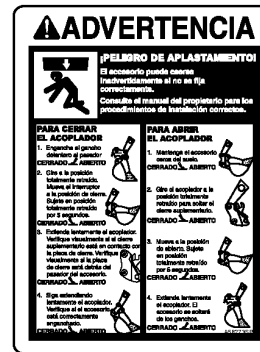 ADVERTENCIA
¡PELIGRO DE APLASTAMIENTO!
El accesorio puede caerse
inadvertidamente si no se fija
correctamente.
Consulte el manual del propietario para los
procedimientos de instalación correctos.
PARA CERRAR
EL ACOPLADOR
1. Enganche el gancho
delantero al pasador
CERRADO ABIERTO
2. Gire a la posición
totalmente retraído.
Mueva el interruptor
a la posición de cierre.
Sujete en posición
totalmente retraído
por 5 segundos.
CERRADO ABIERTO
3. Extienda lentamente el acoplador.
Verifique visualmente si el cierre
suplementario está en contacto con
la placa de cierre. Verifique
visualmente si la placa
de cierre está detrás del
pasador del accesorio.
CERRADO ABIERTO
4. Siga extendiendo
lentamente el acoplador.
Verifique si el accesorio
está correctamente
enganchado.
CERRADO ABIERTO
PARA ABRIR
EL ACOPLADOR
1. Mantenga el accesorio
cerca del suelo.
CERRADO ABIERTO
2. Gire el acoplador a la
posición totalmente
retraído para soltar el
cierre suplementario.
CERRADO ABIERTO
3. Mueva a la posición
de abierto. Sujete
en posición
totalmente retraído
por 5 segundos.
CERRADO ABIERTO
4. Extienda lentamente
el acoplador. El
accesorio se soltará
de los ganchos.
CERRADO ABIERTO